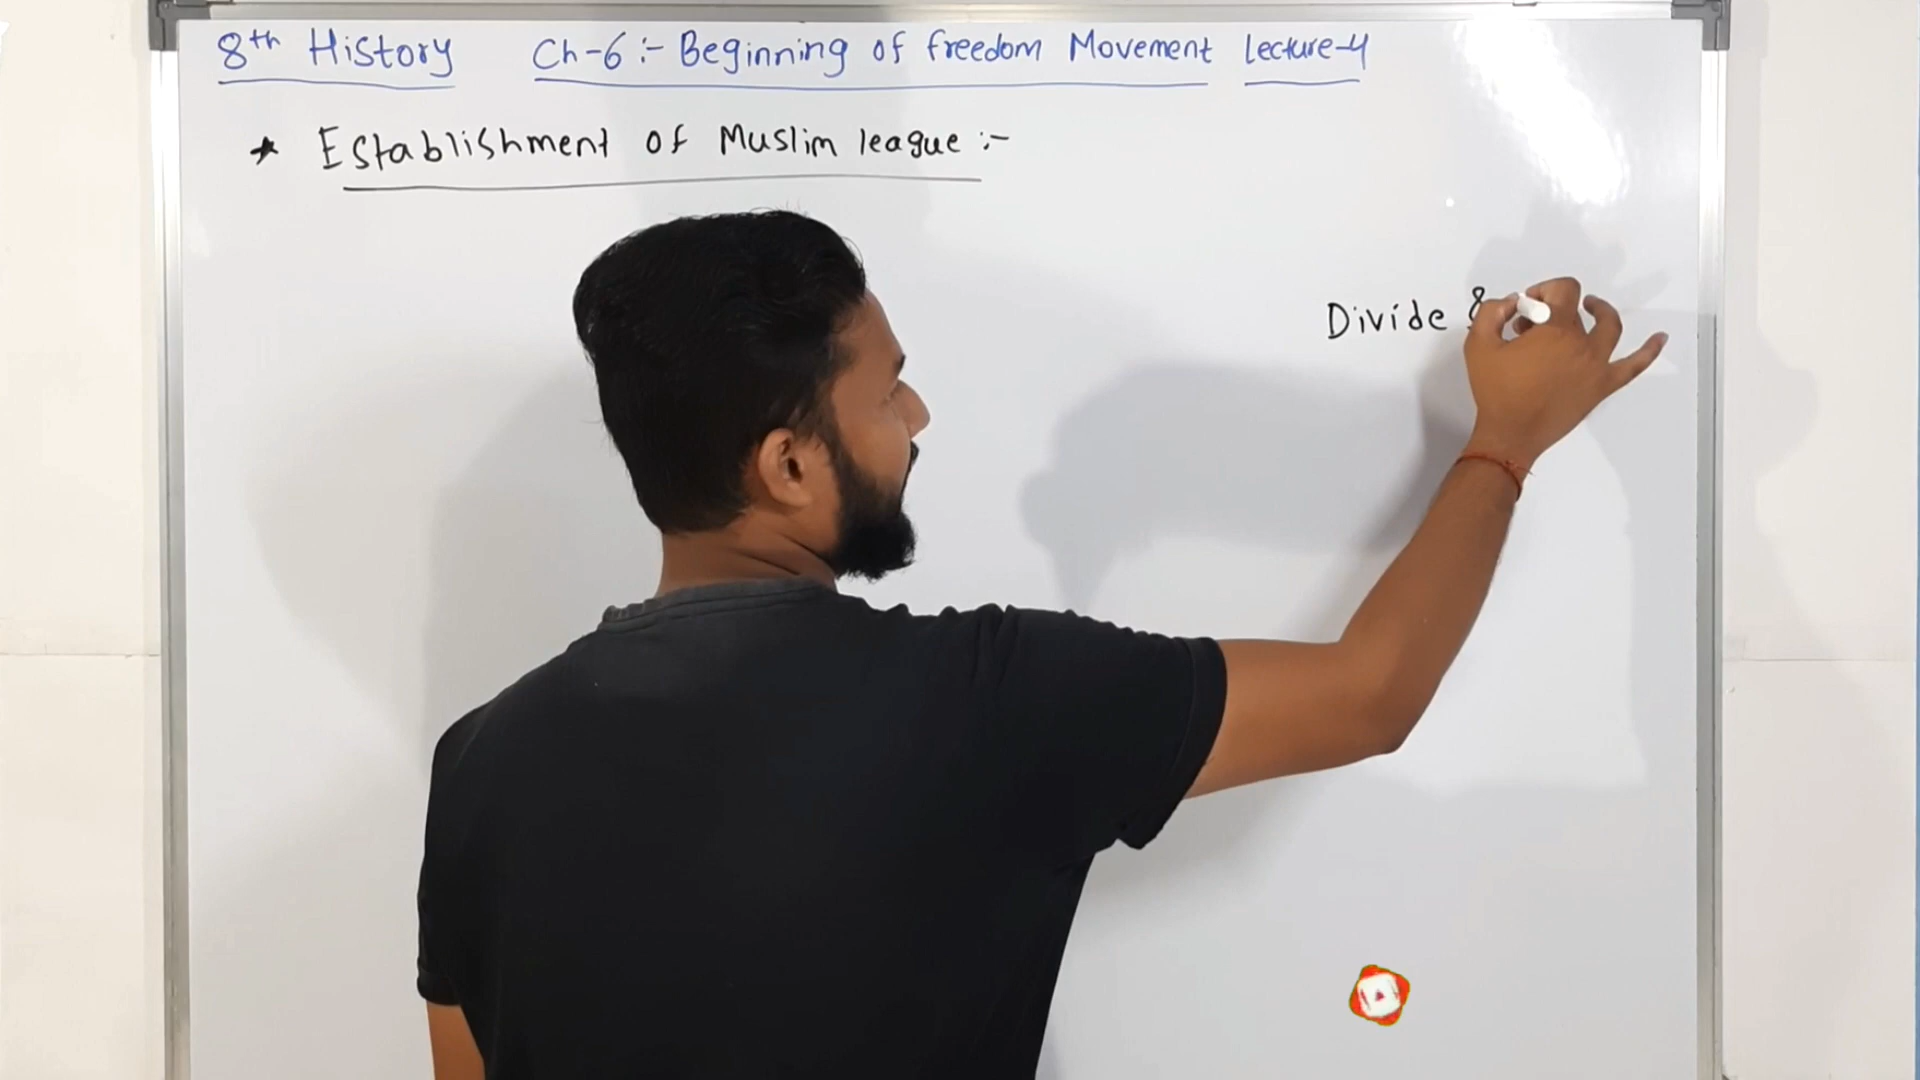 8th History Ch-6:- Beginning of freedom Movement Lecture-4
* Establishment of Muslim league :-
Divide &